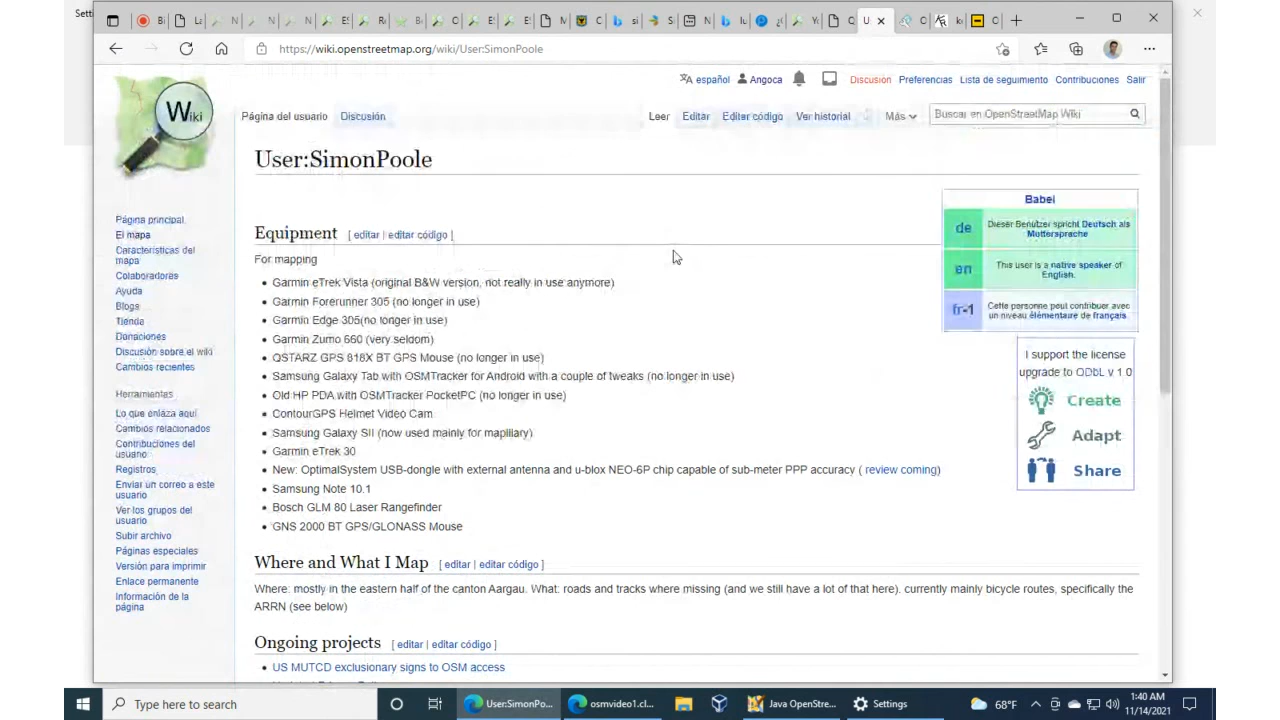 https://wiki.openstreetmap.org/wiki/User:SimonPoole
español Angoca Discusión Preferencias Lista de seguimiento Contribuciones Salir
Wiki
Página del usuario Discusión Leer Editar Editar código Ver historial Más Buscar en OpenStreetMap Wiki
User:SimonPoole
Página principal
El mapa
Características del
mapa
Colaboradores
Ayuda
Blogs
Tienda
Donaciones
Discusión sobre el wiki
Cambios recientes
Herramientas
Lo que enlaza aquí
Cambios relacionados
Contribuciones del
usuario
Registros
Enviar un correo a este
usuario
Ver los grupos del
usuario
Subir archivo
Páginas especiales
Versión para imprimir
Enlace permanente
Información de la
página
Equipment [ editar | editar código ]
For mapping
Garmin eTrek Vista (original B&W version, not really in use anymore)
Garmin Forerunner 305 (no longer in use)
Garmin Edge 305(no longer in use)
Garmin Zumo 660 (very seldom)
QSTARZ GPS 818X BT GPS Mouse (no longer in use)
Samsung Galaxy Tab with OSMTracker for Android with a couple of tweaks (no longer in use)
Old HP PDA with OSMTracker PocketPC (no longer in use)
ContourGPS Helmet Video Cam
Samsung Galaxy SII (now used mainly for mapillary)
Garmin eTrek 30
New: OptimalSystem USB-dongle with external antenna and u-blox NEO-6P chip capable of sub-meter PPP accuracy ( review coming)
Samsung Note 10.1
Bosch GLM 80 Laser Rangefinder
GNS 2000 BT GPS/GLONASS Mouse
Babel
de Dieser Benutzer spricht Deutsch als
Muttersprache
en This user is a native speaker of
English.
fr-1 Cette personne peut contribuer avec
un niveau élémentaire de français.
I support the license
upgrade to ODbL v 1.0
Create
Adapt
Share
Where and What I Map [ editar | editar código ]
Where: mostly in the eastern half of the canton Aargau. What: roads and tracks where missing (and we still have a lot of that here). currently mainly bicycle routes, specifically the
ARRN (see below)
Ongoing projects [ editar | editar código ]
US MUTCD exclusionary signs to OSM access
Type here to search User:SimonPo... osmvideo1.cl... Java OpenStre... Settings 68°F 1:40 AM
11/14/2021